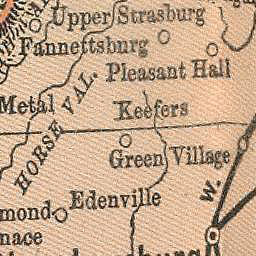 Upper Strasburg
Fannettsburg
Pleasant Hall
Metal
Keefers
HORSE VAL.
Green Village
W.
Edenville
mond
nace